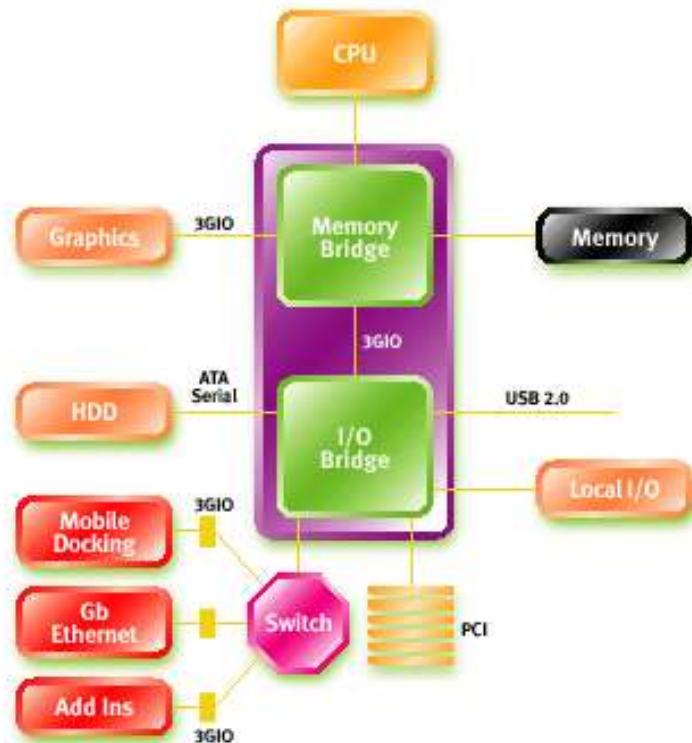 CPU
Graphics
3GIO
Memory
Bridge
Memory
3GIO
HDD
ATA
Serial
I/O
Bridge
USB 2.0
Local I/O
Mobile
Docking
3GIO
Gb
Ethernet
Switch
PCI
Add Ins
3GIO